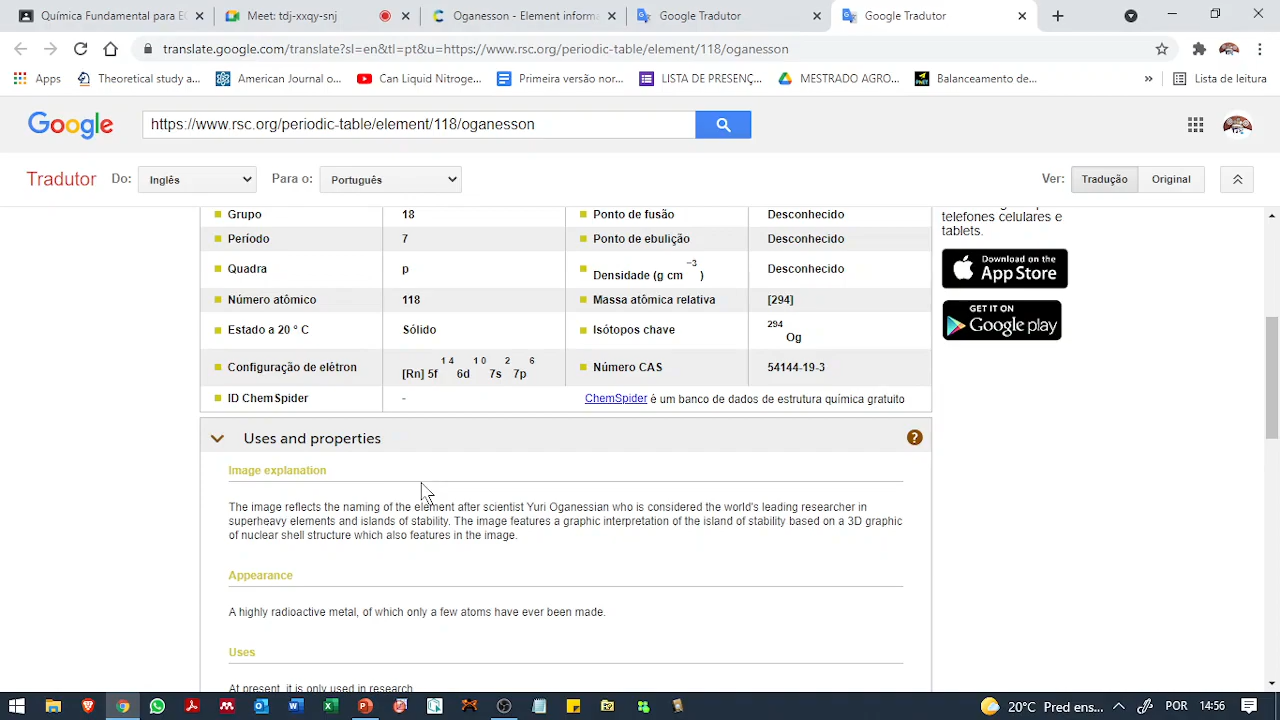 Química Fundamental para E
Meet: tdj-xxqy-snj
Oganesson - Element informa
Google Tradutor
Google Tradutor
translate.google.com/translate?sl=en&tl=pt&u=https://www.rsc.org/periodic-table/element/118/oganesson
Apps
Theoretical study a...
American Journal o...
Can Liquid Nitroge...
Primeira versão nor...
LISTA DE PRESENÇ...
MESTRADO AGRO...
Balanceamento de...
»
Lista de leitura
Google
https://www.rsc.org/periodic-table/element/118/oganesson
Tradutor Do: Inglês Para o: Português Ver: Tradução Original
Grupo 18 Ponto de fusão Desconhecido
Período 7 Ponto de ebulição Desconhecido
Quadra p Densidade (g cm −3 ) Desconhecido
Número atômico 118 Massa atômica relativa [294]
Estado a 20 ° C Sólido Isótopos chave 294 Og
Configuração de elétron [Rn] 5f 14 6d 10 7s 2 7p 6 Número CAS 54144-19-3
ID ChemSpider - ChemSpider é um banco de dados de estrutura química gratuito
telefones celulares e
tablets.
Download on the
App Store
GET IT ON
Google play
Uses and properties ?
Image explanation
The image reflects the naming of the element after scientist Yuri Oganessian who is considered the world's leading researcher in
superheavy elements and islands of stability. The image features a graphic interpretation of the island of stability based on a 3D graphic
of nuclear shell structure which also features in the image.
Appearance
A highly radioactive metal, of which only a few atoms have ever been made.
Uses
At present, it is only used in research
20°C Pred ens... POR 14:56